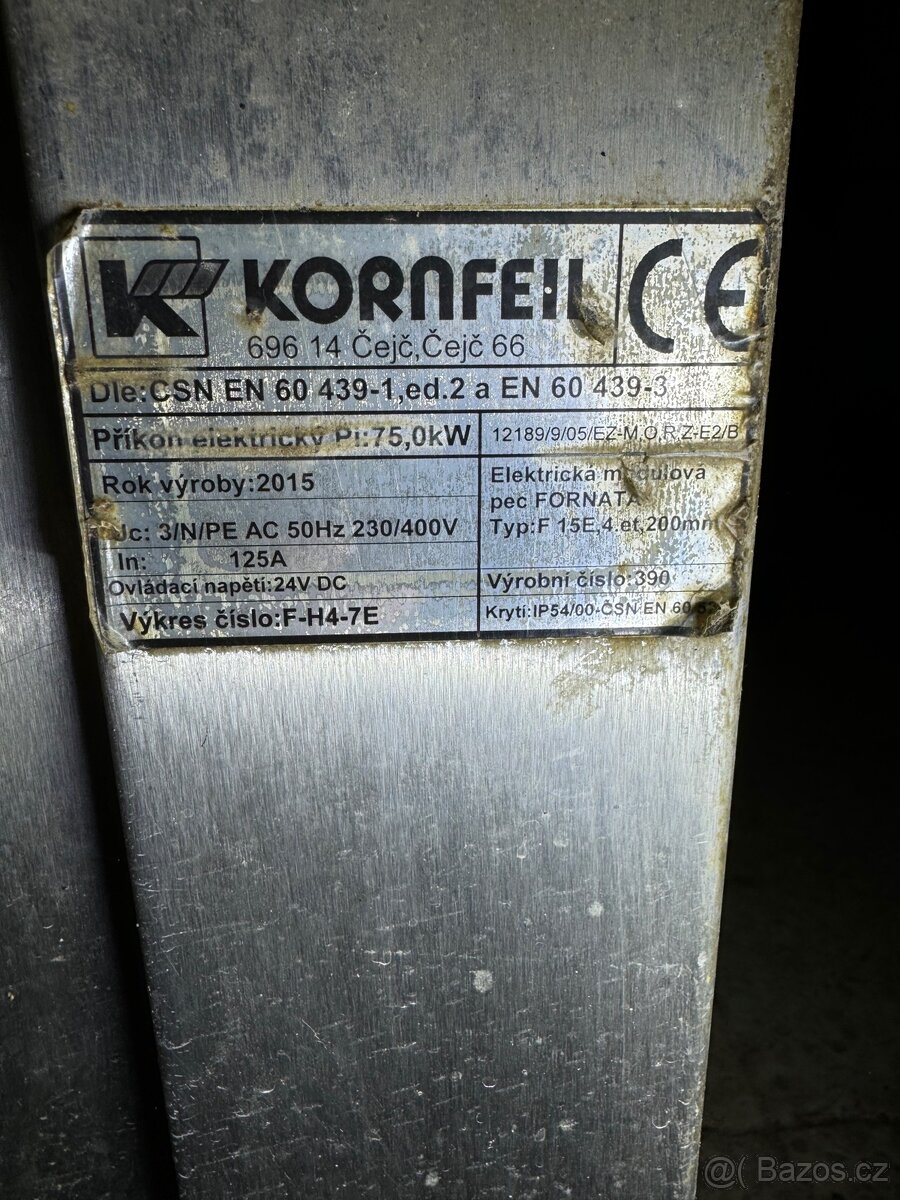 KORNFEIL
CE
696 14 Čejč,Čejč 66
Dle:ČSN EN 60 439-1,ed.2 a EN 60 439-3
Příkon elektrický Pi:75,0kW
12189/9/05/EZ-M,O,R,Z-E2/B
Rok výroby:2015
Elektrická modulová
pec FORNATA
Uc: 3/N/PE AC 50Hz 230/400V
Typ:F 15E,4.et,200mm
In: 125A
Ovládací napětí:24V DC
Výrobní číslo:390
Výkres číslo:F-H4-7E
Krytí:IP54/00-ČSN EN 60
@( Bazos.cz